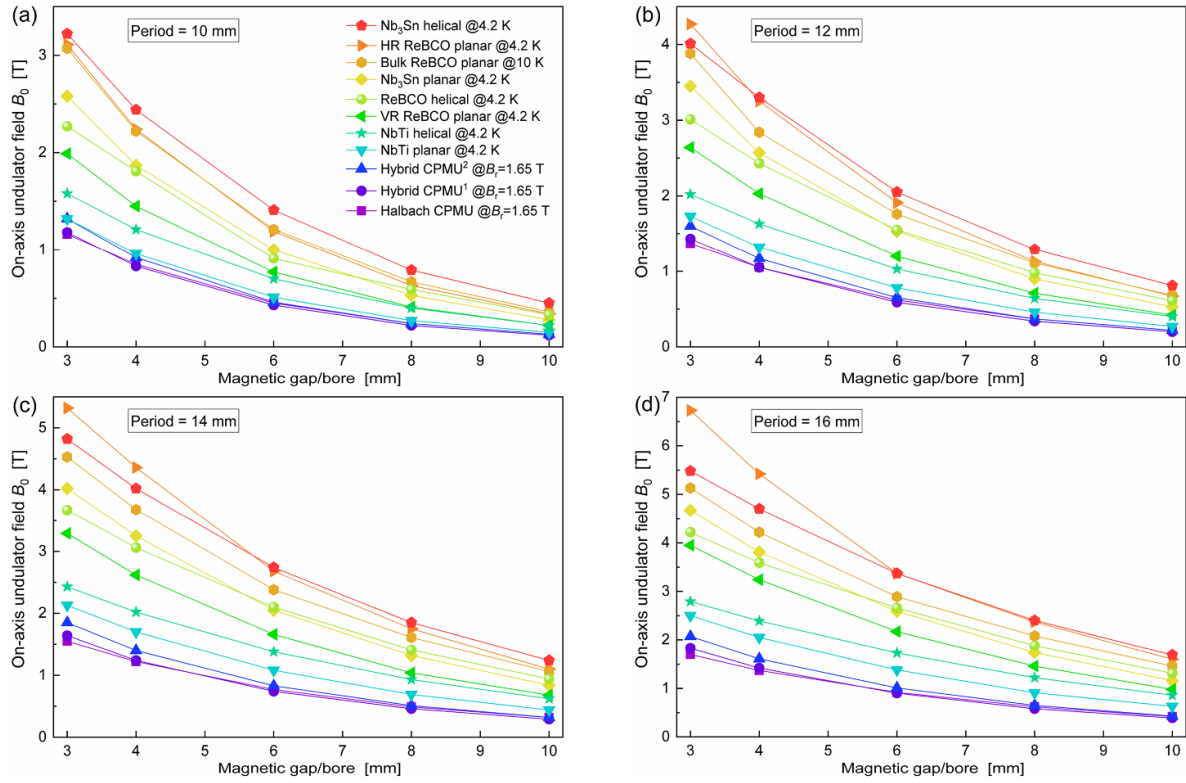 (a)
Period = 10 mm
Nb₃Sn helical @4.2 K
HR ReBCO planar @4.2 K
Bulk ReBCO planar @10 K
Nb₃Sn planar @4.2 K
ReBCO helical @4.2 K
VR ReBCO planar @4.2 K
NbTi helical @4.2 K
NbTi planar @4.2 K
Hybrid CPMU² @Bᵣ=1.65 T
Hybrid CPMU¹ @Bᵣ=1.65 T
Halbach CPMU @Bᵣ=1.65 T
On-axis undulator field B₀ [T]
3
2
1
0
3 4 5 6 7 8 9 10
Magnetic gap/bore [mm]
(b)
Period = 12 mm
On-axis undulator field B₀ [T]
4
3
2
1
0
3 4 5 6 7 8 9 10
Magnetic gap/bore [mm]
(c)
Period = 14 mm
On-axis undulator field B₀ [T]
5
4
3
2
1
0
3 4 5 6 7 8 9 10
Magnetic gap/bore [mm]
(d)
Period = 16 mm
On-axis undulator field B₀ [T]
7
6
5
4
3
2
1
0
3 4 5 6 7 8 9 10
Magnetic gap/bore [mm]